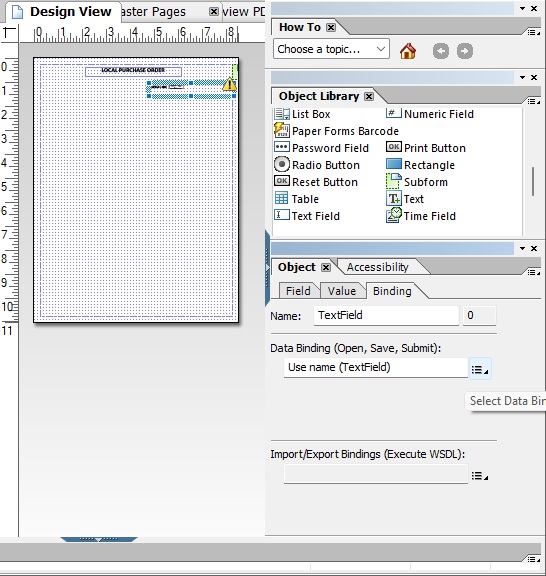 Design View
aster Pages
view PD
0 1 2 3 4 5 6 7 8
0
1
2
3
4
5
6
7
8
9
10
11
LOCAL PURCHASE ORDER
How To
Choose a topic...
Object Library
List Box
# Numeric Field
Paper Forms Barcode
Password Field
OK Print Button
Radio Button
Rectangle
OK Reset Button
Subform
Table
T Text
Text Field
Time Field
Object
Accessibility
Field
Value
Binding
Name:
TextField
0
Data Binding (Open, Save, Submit):
Use name (TextField)
Select Data Bin
Import/Export Bindings (Execute WSDL):